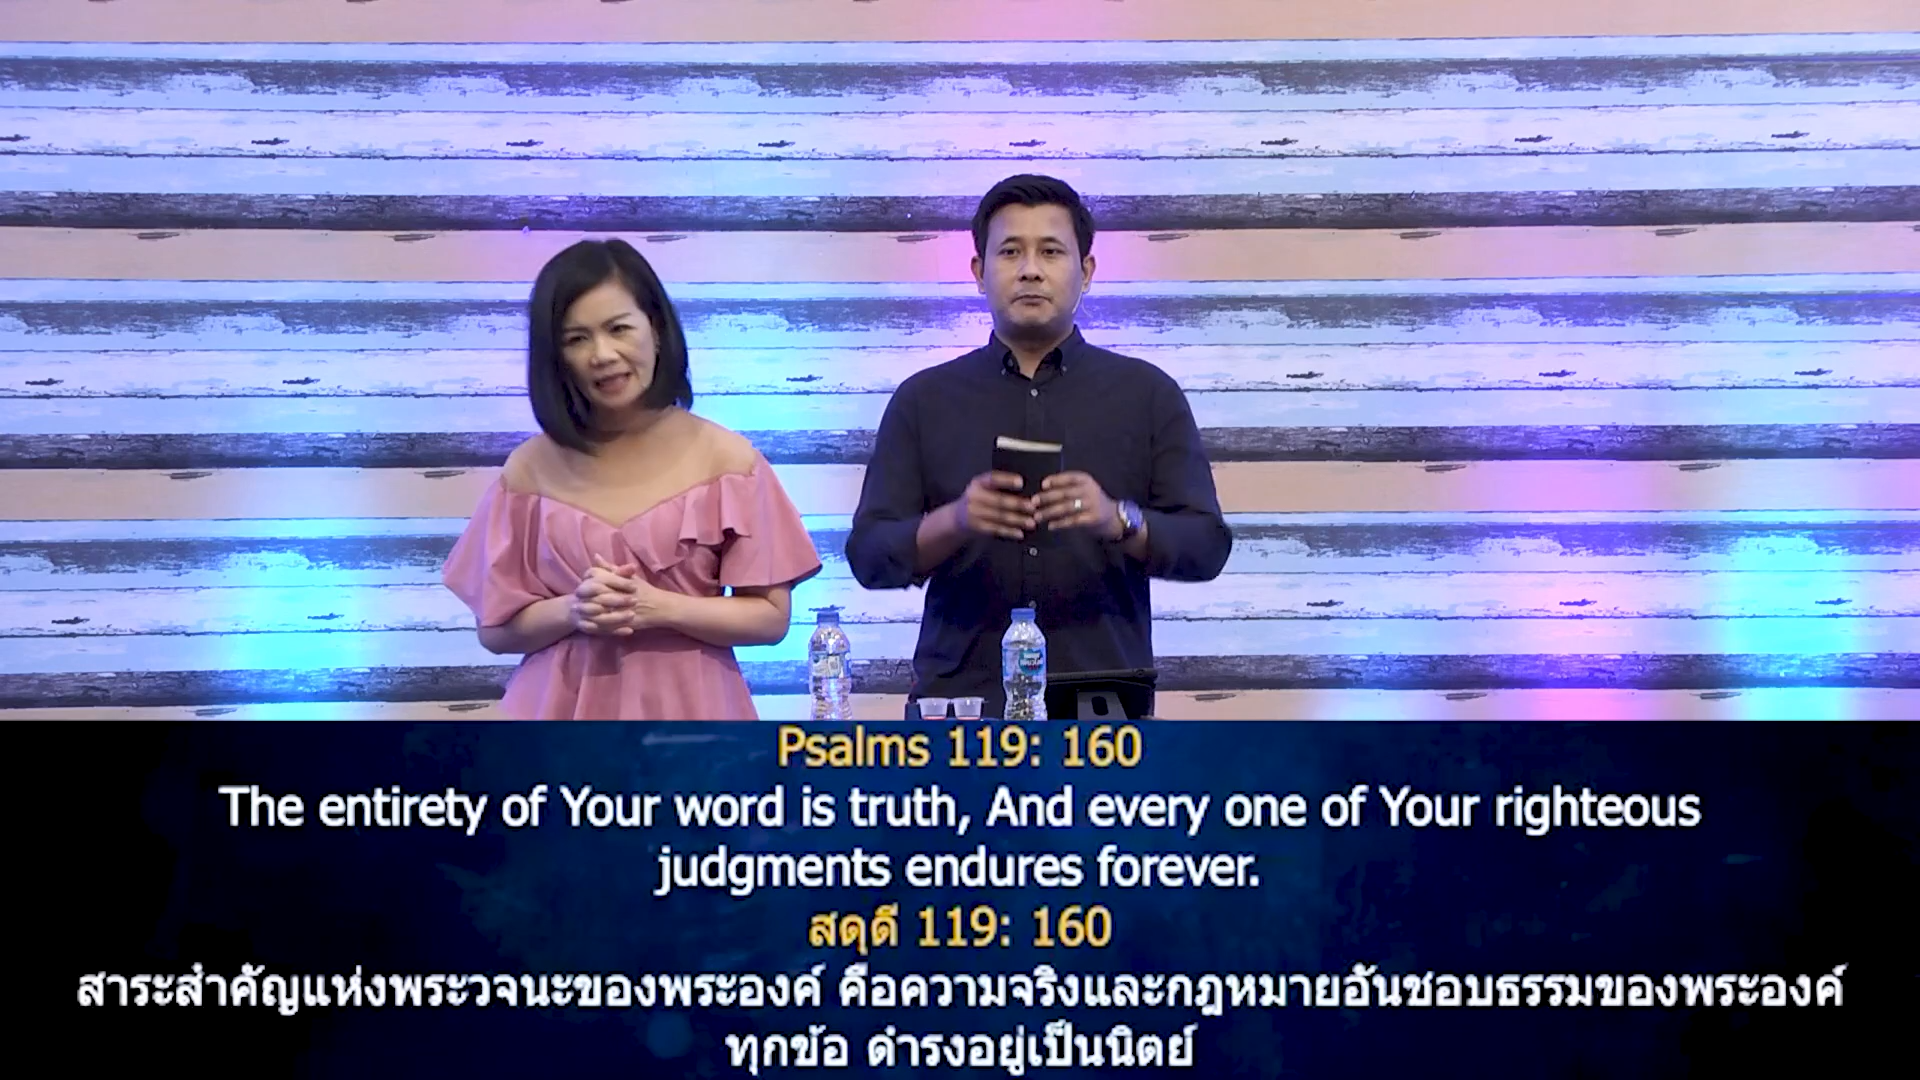 Psalms 119: 160
The entirety of Your word is truth, And every one of Your righteous
judgments endures forever.
สดุดี 119: 160
สาระสำคัญแห่งพระวจนะของพระองค์ คือความจริงและกฎหมายอันชอบธรรมของพระองค์
ทุกข้อ ดำรงอยู่เป็นนิตย์